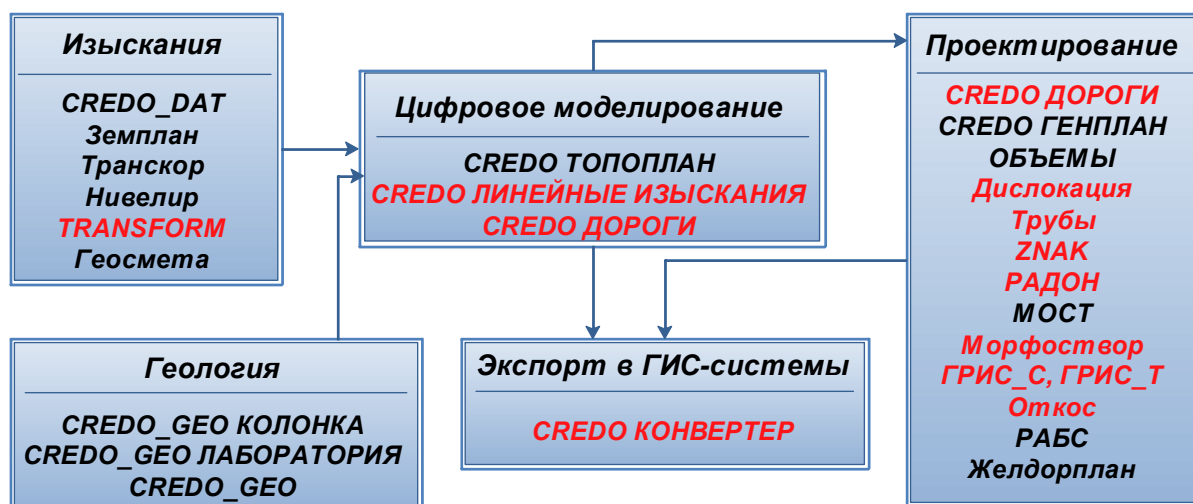 Изыскания
CREDO_DAT
Земплан
Транскор
Нивелир
TRANSFORM
Геосмета
Геология
CREDO_GEO КОЛОНКА
CREDO_GEO ЛАБОРАТОРИЯ
CREDO_GEO
Цифровое моделирование
CREDO ТОПОПЛАН
CREDO ЛИНЕЙНЫЕ ИЗЫСКАНИЯ
CREDO ДОРОГИ
Экспорт в ГИС-системы
CREDO КОНВЕРТЕР
Проектирование
CREDO ДОРОГИ
CREDO ГЕНПЛАН
ОБЪЕМЫ
Дислокация
Трубы
ZNAK
РАДОН
МОСТ
Морфоствор
ГРИС_С, ГРИС_Т
Откос
РАБС
Желдорплан